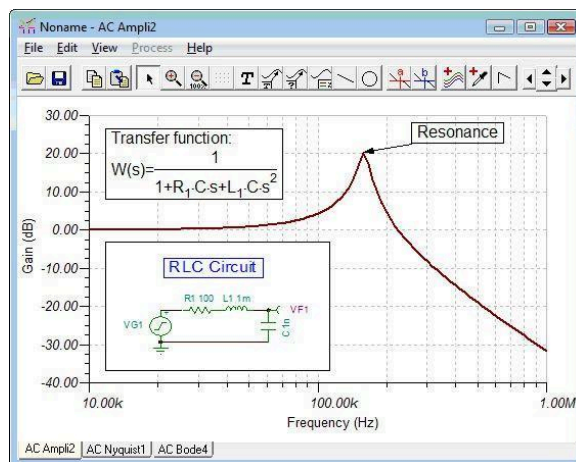 Noname - AC Ampli2
File Edit View Process Help
T
100%
a
b
30.00
20.00
10.00
0.00
-10.00
-20.00
-30.00
-40.00
Gain (dB)
Transfer function:
W(s)= 1
1+R1·C·s+L1·C·s2
Resonance
RLC Circuit
R1 100 L1 1m
VF1
VG1
+
C 1n
10.00k 100.00k 1.00M
Frequency (Hz)
AC Ampli2 AC Nyquist1 AC Bode4